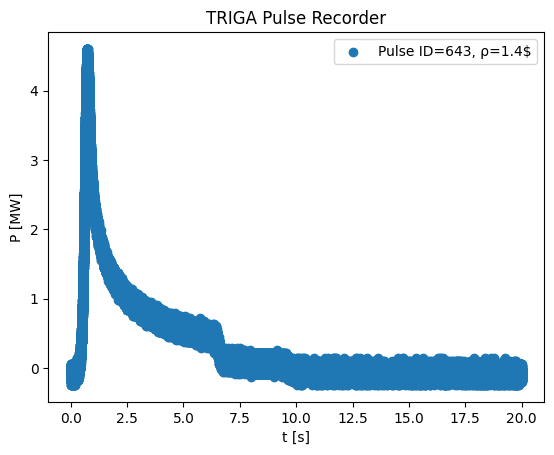 TRIGA Pulse Recorder
Pulse ID=643, ρ=1.4$
P [MW]
4
3
2
1
0
0.0 2.5 5.0 7.5 10.0 12.5 15.0 17.5 20.0
t [s]